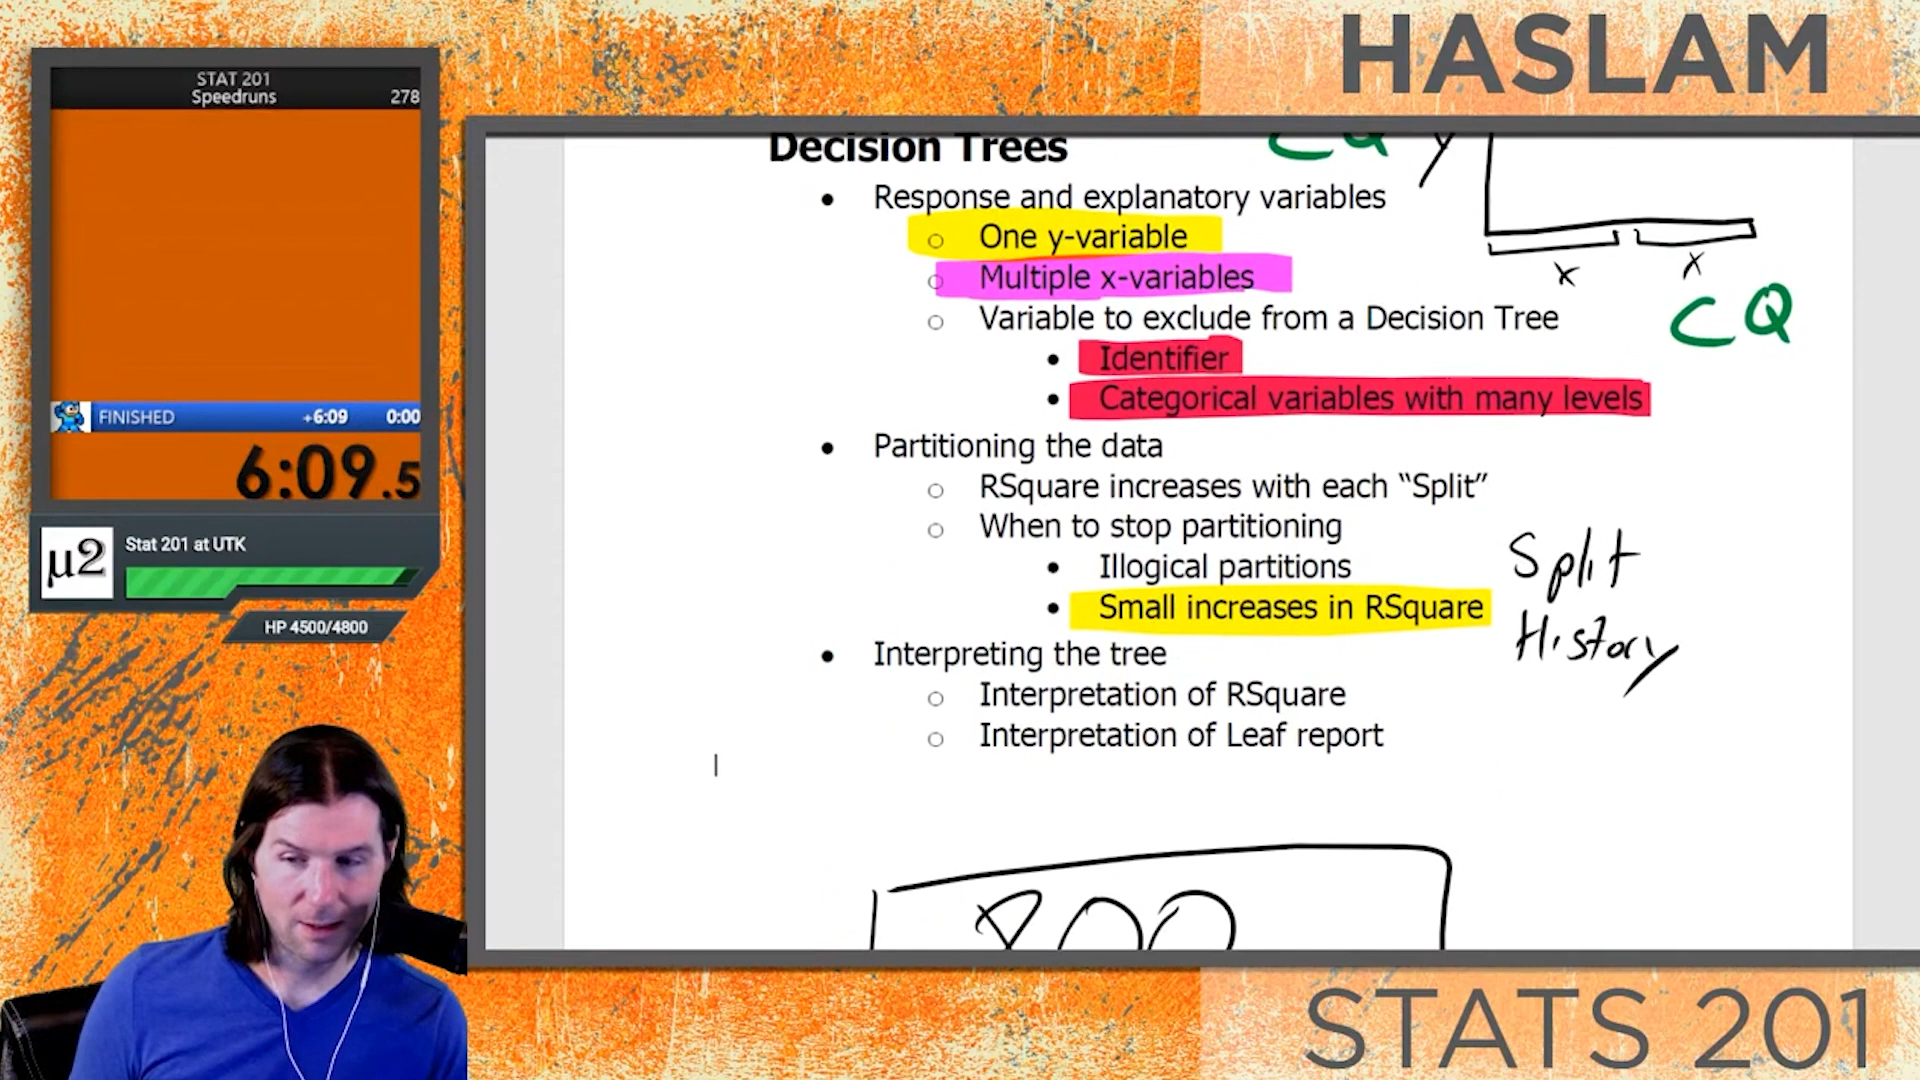 HASLAM
STAT 201
Speedruns 278
FINISHED +6:09 0:00
6:09.5
μ2
Stat 201 at UTK
HP 4500/4800
Decision Trees
CQ
y
• Response and explanatory variables
○ One y-variable
○ Multiple x-variables
x x
○ Variable to exclude from a Decision Tree
CQ
• Identifier
• Categorical variables with many levels
• Partitioning the data
○ RSquare increases with each “Split”
○ When to stop partitioning
• Illogical partitions
• Small increases in RSquare
Split
History
• Interpreting the tree
○ Interpretation of RSquare
○ Interpretation of Leaf report
800
STATS 201